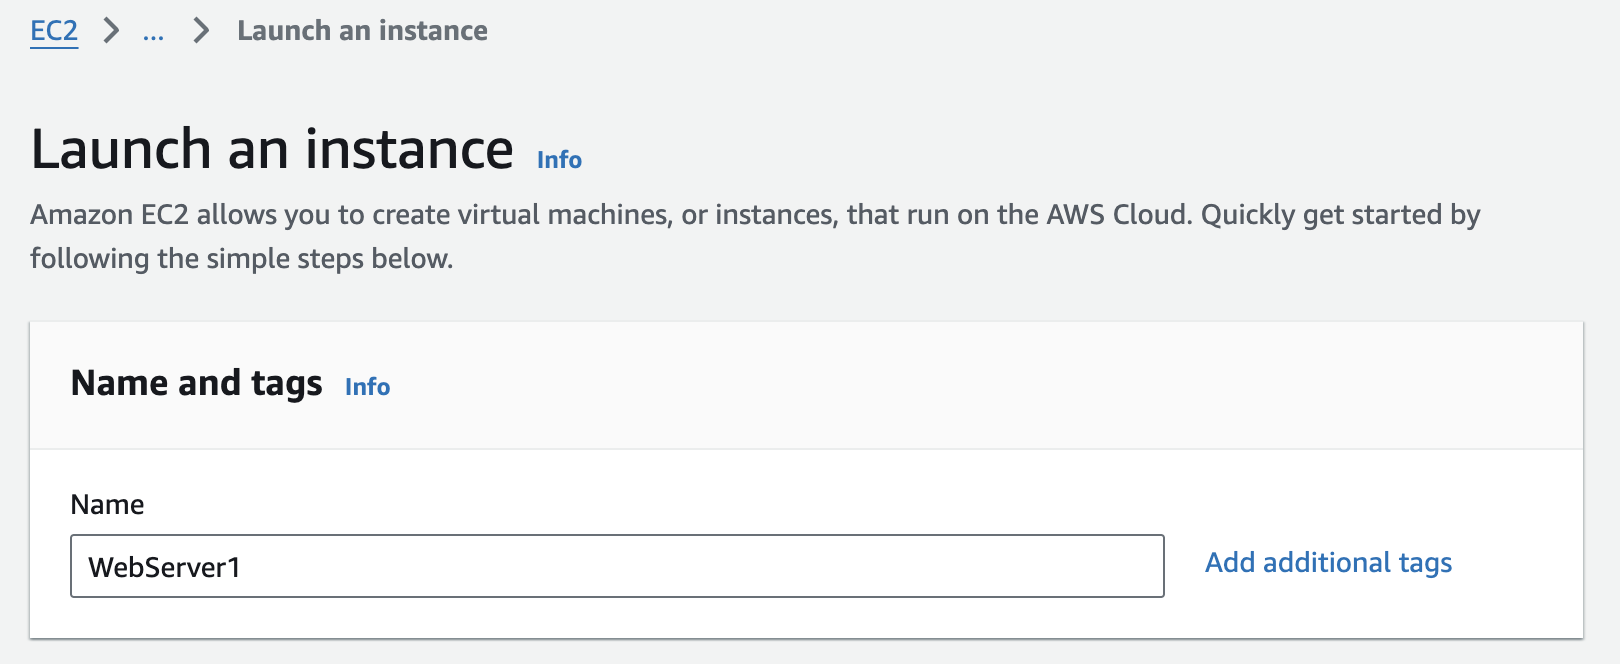 EC2 > ... > Launch an instance
Launch an instance Info
Amazon EC2 allows you to create virtual machines, or instances, that run on the AWS Cloud. Quickly get started by
following the simple steps below.
Name and tags Info
Name
WebServer1 Add additional tags